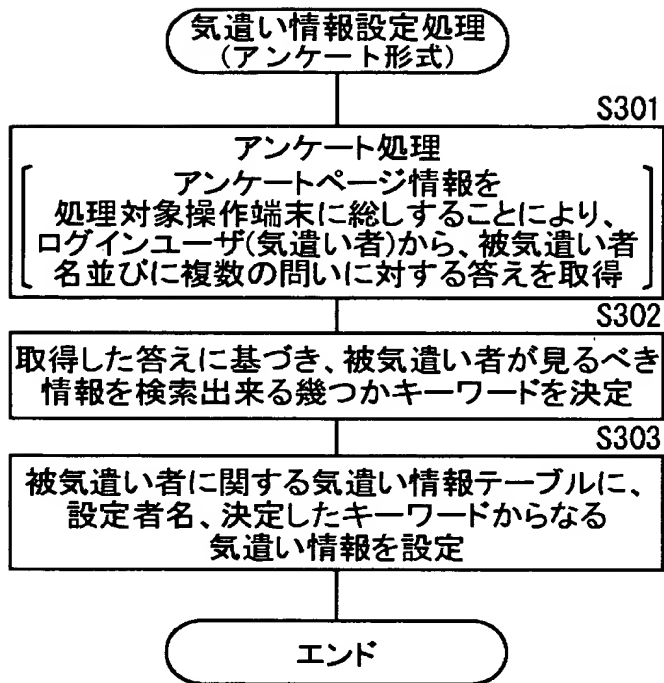 気遣い情報設定処理
(アンケート形式)
S301
アンケート処理
アンケートページ情報を
処理対象操作端末に総しすることにより、
ログインユーザ(気遣い者)から、被気遣い者
名並びに複数の問いに対する答えを取得
S302
取得した答えに基づき、被気遣い者が見るべき
情報を検索出来る幾つかキーワードを決定
S303
被気遣い者に関する気遣い情報テーブルに、
設定者名、決定したキーワードからなる
気遣い情報を設定
エンド